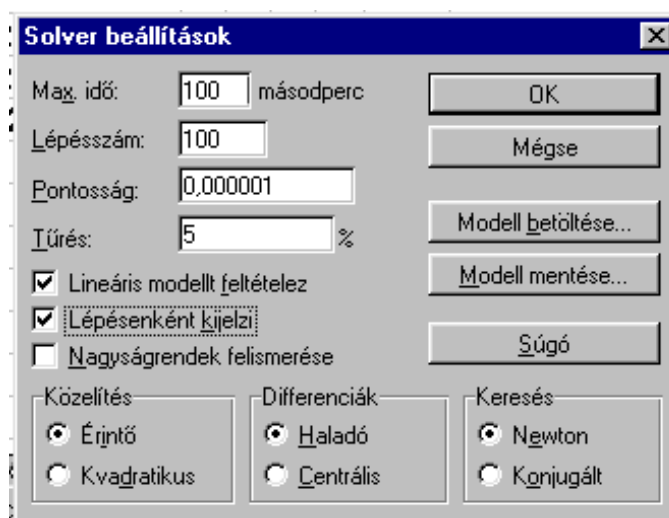 Solver beállítások
Max. idő: 100 másodperc
OK
Lépésszám: 100
Mégse
Pontosság: 0,000001
Tűrés: 5 %
Modell betöltése...
Lineáris modellt feltételez
Modell mentése...
Lépésenként kijelzi
Nagyságrendek felismerése
Súgó
Közelítés
Érintő
Kvadratikus
Differenciák
Haladó
Centrális
Keresés
Newton
Konjugált